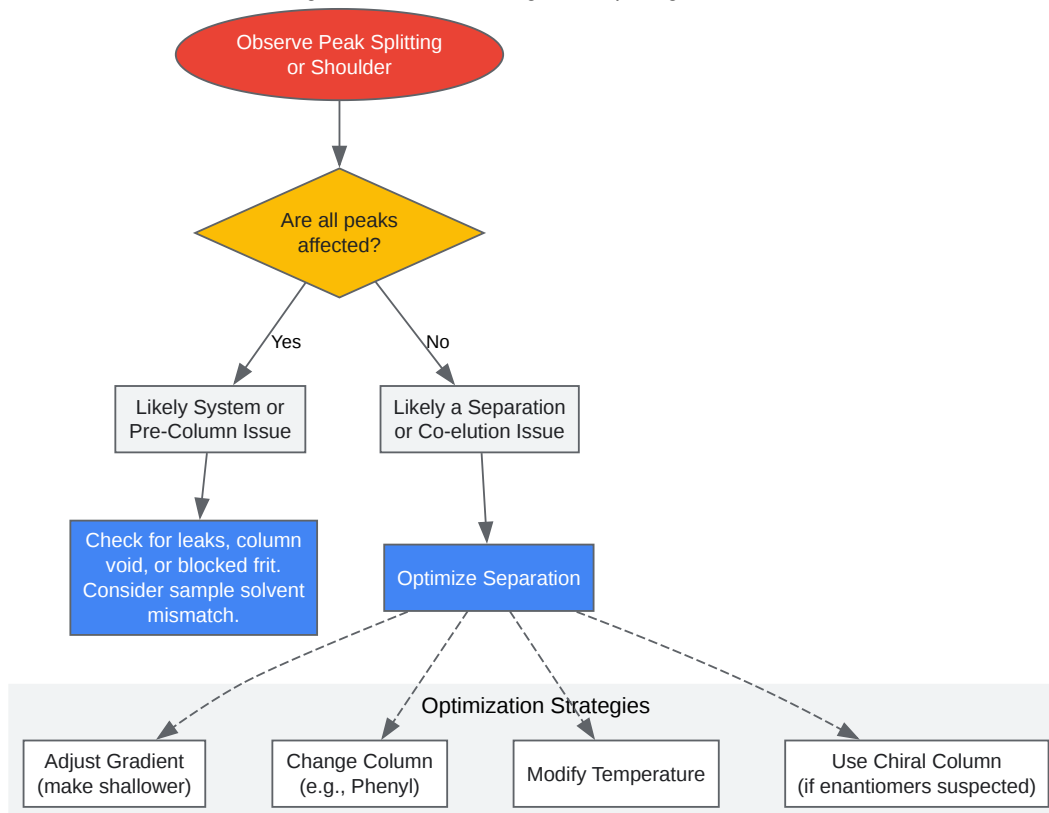 Observe Peak Splitting
or Shoulder
Are all peaks
affected?
Yes
No
Likely System or
Pre-Column Issue
Likely a Separation
or Co-elution Issue
Check for leaks, column
void, or blocked frit.
Consider sample solvent
mismatch.
Optimize Separation
Optimization Strategies
Adjust Gradient
(make shallower)
Change Column
(e.g., Phenyl)
Modify Temperature
Use Chiral Column
(if enantiomers suspected)